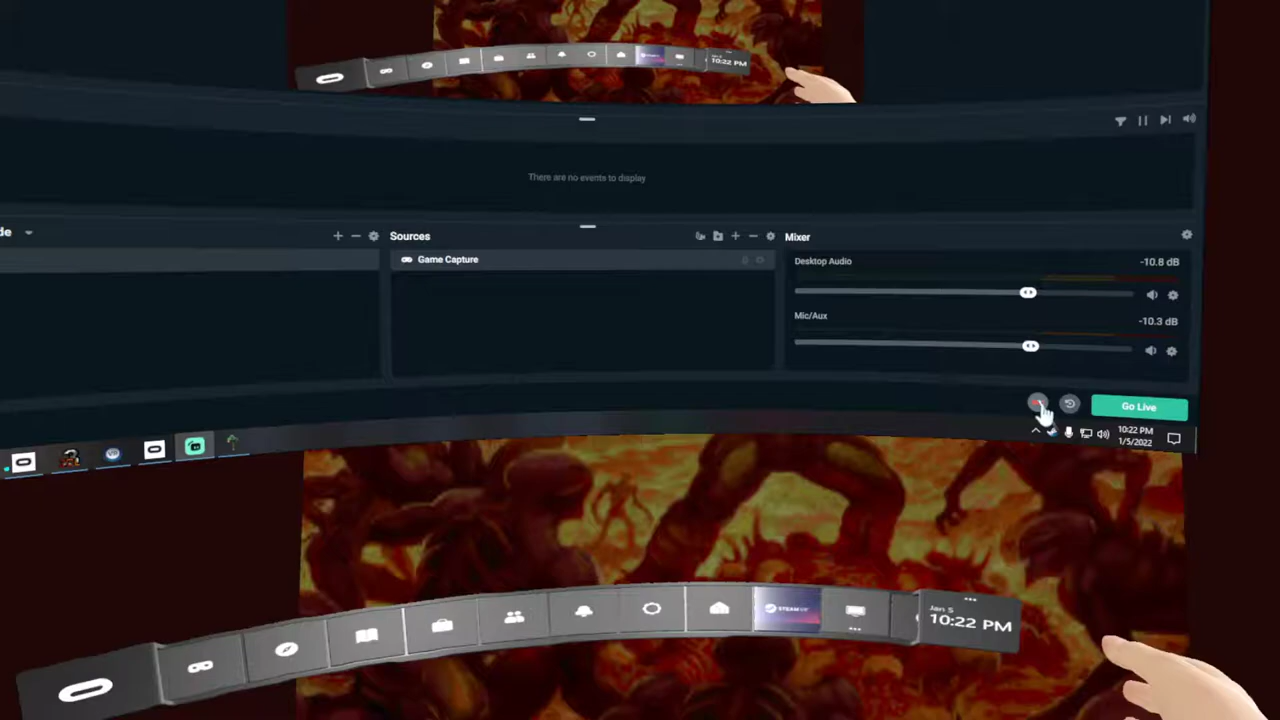 10:22 PM
There are no events to display
de
Sources
Mixer
Game Capture
Desktop Audio
-10.8 dB
Mic/Aux
-10.3 dB
Go Live
10:22 PM
1/5/2022
STEAM
Jan 5
10:22 PM